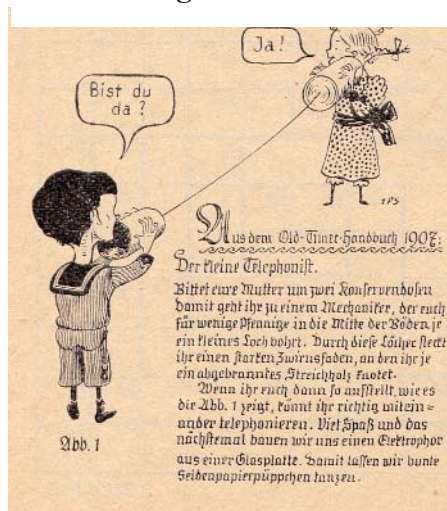 Ja!
Bist du
da?
Aus dem Old-Timer-Handbuch 1907:
Der kleine Telephonist.
Bittet eure Mutter um zwei Konservendosen
Damit geht ihr zu einem Mechaniker, der euch
für wenige Pfennige in die Mitte der Böden je
ein kleines Loch bohrt. Durch diese Löcher steckt
ihr einen starken Zwirnsfaden, an den ihr je
ein abgebranntes Streichholz knotet.
Wenn ihr euch dann so aufstellt, wie es
die Abb. 1 zeigt, könnt ihr richtig mitein=
ander telephonieren. Viel Spaß und das
nächstemal bauen wir uns einen Elektrophor
aus einer Glasplatte. Damit lassen wir bunte
Seidenpapierpüppchen tanzen.
Abb. 1